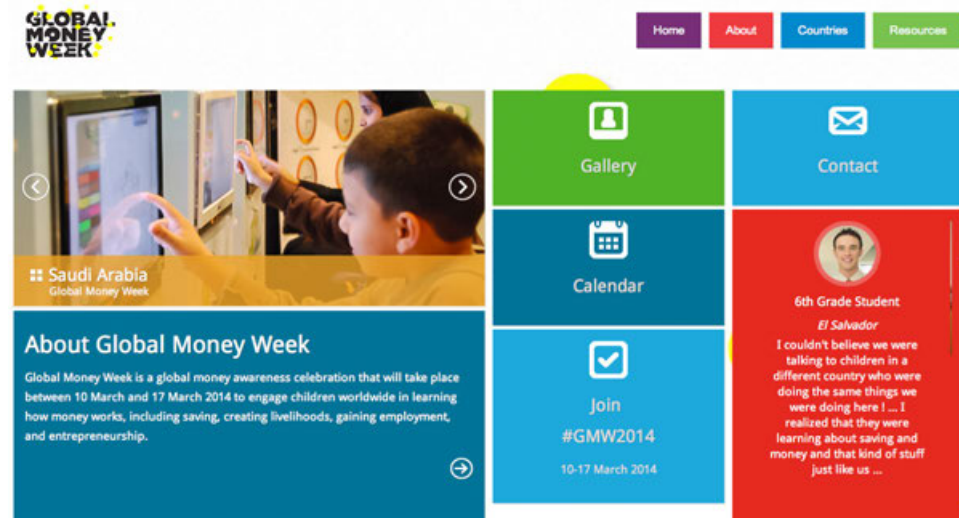 GLOBAL
MONEY
WEEK
Home
About
Countries
Resources
Saudi Arabia
Global Money Week
Gallery
Contact
Calendar
About Global Money Week
Global Money Week is a global money awareness celebration that will take place
between 10 March and 17 March 2014 to engage children worldwide in learning
how money works, including saving, creating livelihoods, gaining employment,
and entrepreneurship.
Join
#GMW2014
10-17 March 2014
6th Grade Student
El Salvador
I couldn't believe we were
talking to children in a
different country who were
doing the same things we
were doing here ! ... I
realized that they were
learning about saving and
money and that kind of stuff
just like us ...